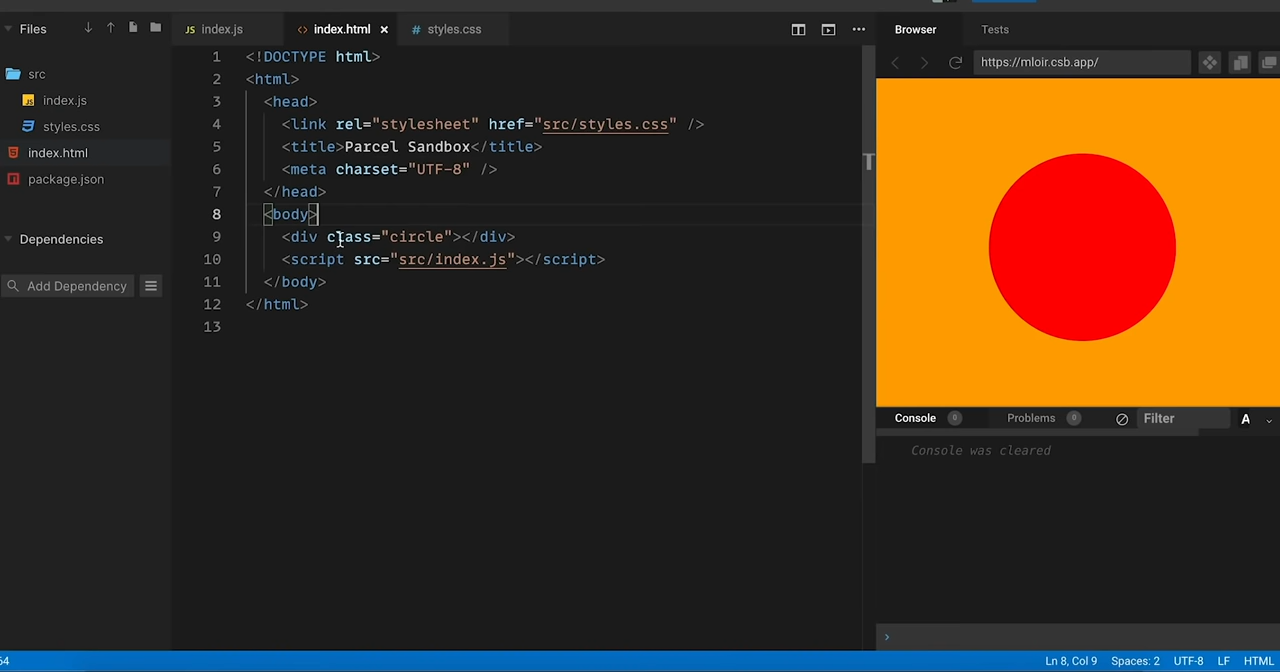 Files
src
index.js
styles.css
index.html
package.json
Dependencies
Add Dependency
JS index.js
<> index.html ×
# styles.css
1 <!DOCTYPE html>
2 <html>
3 <head>
4 <link rel="stylesheet" href="src/styles.css" />
5 <title>Parcel Sandbox</title>
6 <meta charset="UTF-8" />
7 </head>
8 <body>
9 <div class="circle"></div>
10 <script src="src/index.js"></script>
11 </body>
12 </html>
13
Browser Tests
https://mloir.csb.app/
Console 0 Problems 0 Filter A
Console was cleared
›
64 Ln 8, Col 9 Spaces: 2 UTF-8 LF HTML